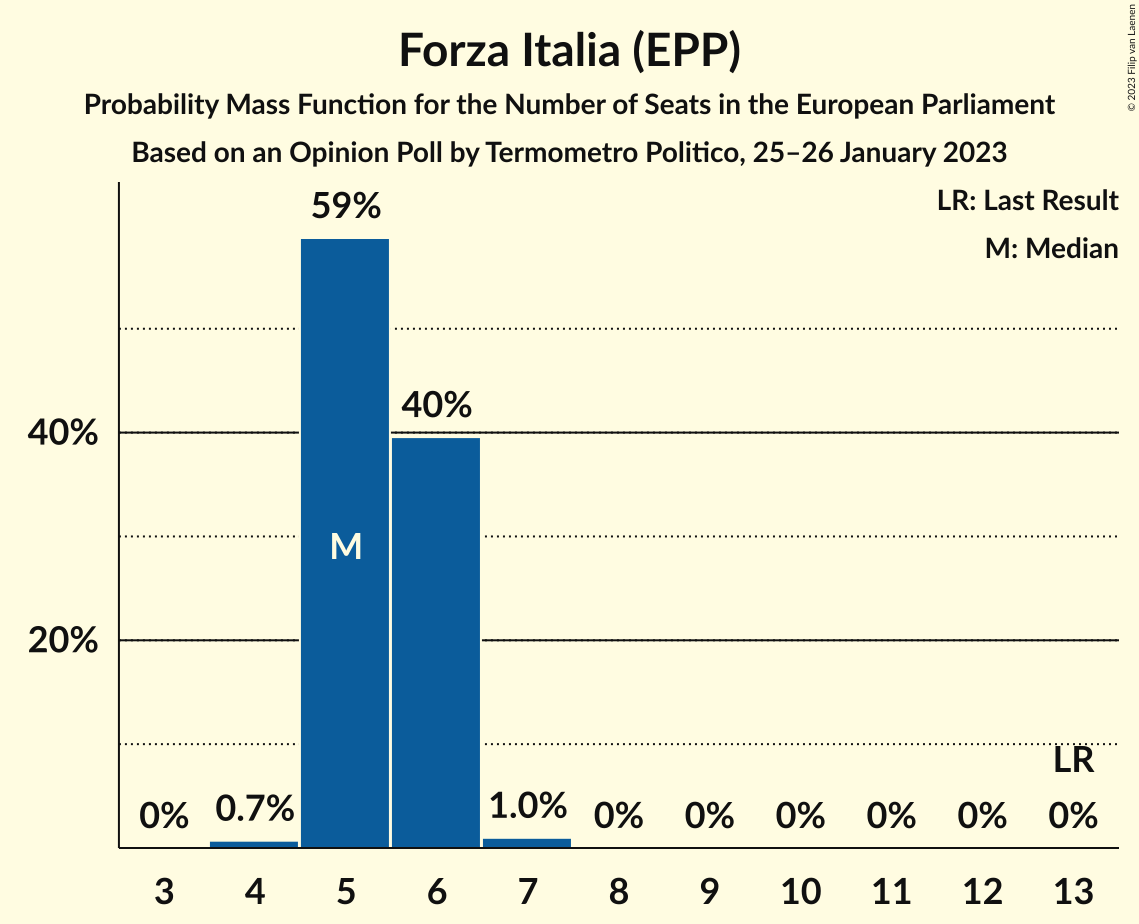 Forza Italia (EPP)
Probability Mass Function for the Number of Seats in the European Parliament
Based on an Opinion Poll by Termometro Politico, 25–26 January 2023
© 2023 Filip van Laenen
LR: Last Result
M: Median
59%
40%
40%
M
20%
LR
0% 0.7% 1.0% 0% 0% 0% 0% 0% 0%
3 4 5 6 7 8 9 10 11 12 13